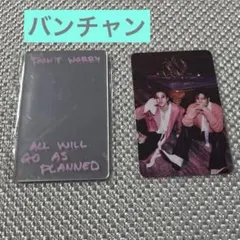 バンチャン
DON'T WORRY
ALL WILL
GO AS
PLANNED